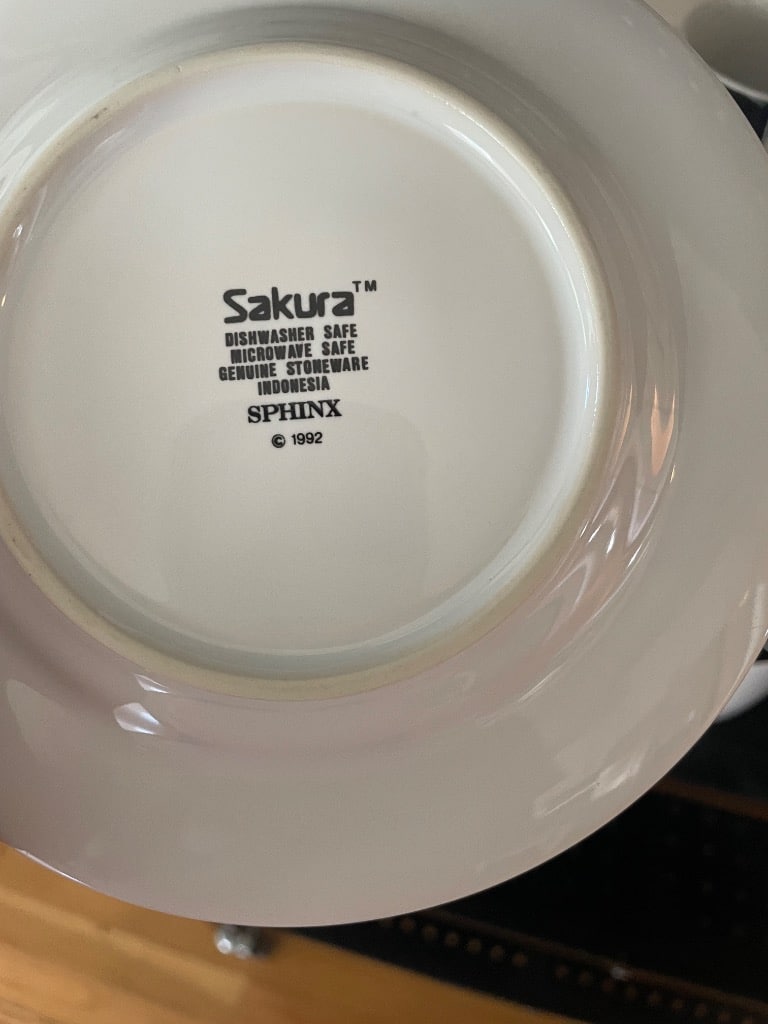 Sakura™
DISHWASHER SAFE
MICROWAVE SAFE
GENUINE STONEWARE
INDONESIA
SPHINX
© 1992